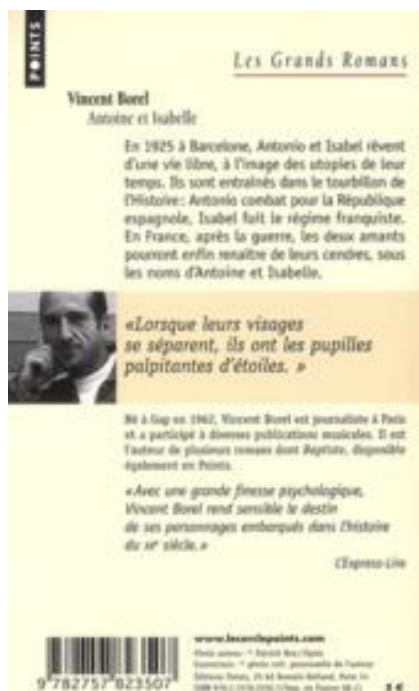 POINTS
Les Grands Romans
Vincent Borel
Antoine et Isabelle
En 1925 à Barcelone, Antonio et Isabel rêvent
d'une vie libre, à l'image des utopies de leur
temps. Ils sont entraînés dans le tourbillon de
l'Histoire : Antonio combat pour la République
espagnole, Isabel fuit le régime franquiste.
En France, après la guerre, les deux amants
pourront enfin renaître de leurs cendres, sous
les noms d'Antoine et Isabelle.
«Lorsque leurs visages
se séparent, ils ont les pupilles
palpitantes d'étoiles. »
Né à Gap en 1962, Vincent Borel est journaliste à Paris
et a participé à diverses publications musicales. Il est
l'auteur de plusieurs romans dont Baptiste, disponible
également en Points.
«Avec une grande finesse psychologique,
Vincent Borel rend sensible le destin
de ses personnages embarqués dans l'histoire
du XXe siècle.»
L'Express-Lire
www.lecerclepoints.com
9782757823507